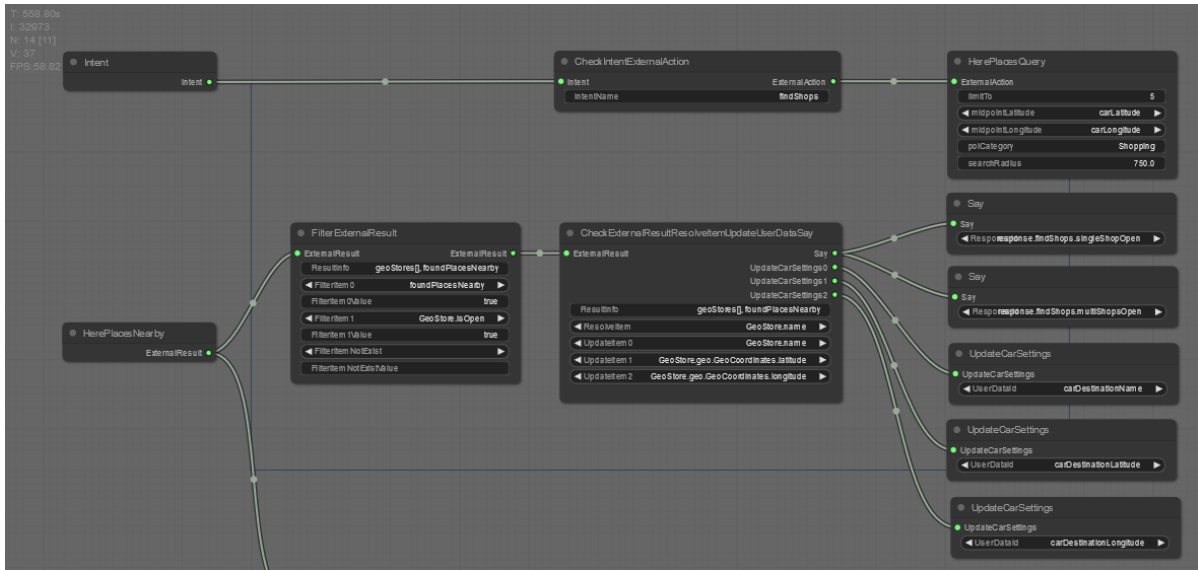 T: 558.80s
I: 32973
N: 14 [11]
V: 37
FPS:58.82
Intent
Intent
CheckIntentExternalAction
Intent ExternalAction
IntentName findShops
HerePlacesQuery
ExternalAction
limitTo 5
midpointLatitude carLatitude
midpointLongitude carLongitude
poiCategory Shopping
searchRadius 750.0
HerePlacesNearby
ExternalResult
FilterExternalResult
ExternalResult ExternalResult
ResultInfo geoStores[], foundPlacesNearby
FilterItem 0 foundPlacesNearby
FilterItem 0Value true
FilterItem 1 GeoStore.isOpen
FilterItem 1Value true
FilterItem NotExist
FilterItem NotExistValue
CheckExternalResultResolveItemUpdateUserDataSay
ExternalResult Say
UpdateCarSettings0
UpdateCarSettings1
UpdateCarSettings2
ResultInfo geoStores[], foundPlacesNearby
ResolveItem GeoStore.name
UpdateItem 0 GeoStore.name
UpdateItem 1 GeoStore.geo.GeoCoordinates.latitude
UpdateItem 2 GeoStore.geo.GeoCoordinates.longitude
Say
Say
response.findShops.singleShopOpen
Say
Say
response.findShops.multiShopsOpen
UpdateCarSettings
UpdateCarSettings
UserDataId carDestinationName
UpdateCarSettings
UpdateCarSettings
UserDataId carDestinationLatitude
UpdateCarSettings
UpdateCarSettings
UserDataId carDestinationLongitude